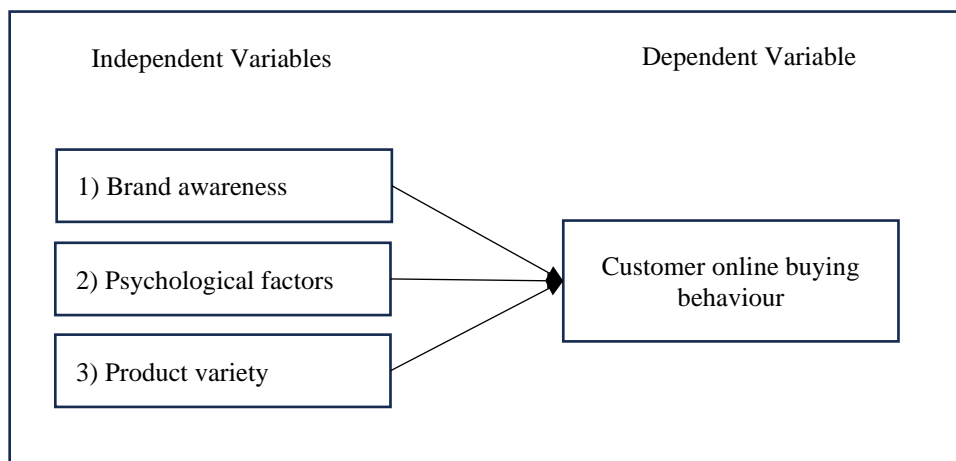 Independent Variables
Dependent Variable
1) Brand awareness
2) Psychological factors
3) Product variety
Customer online buying
behaviour